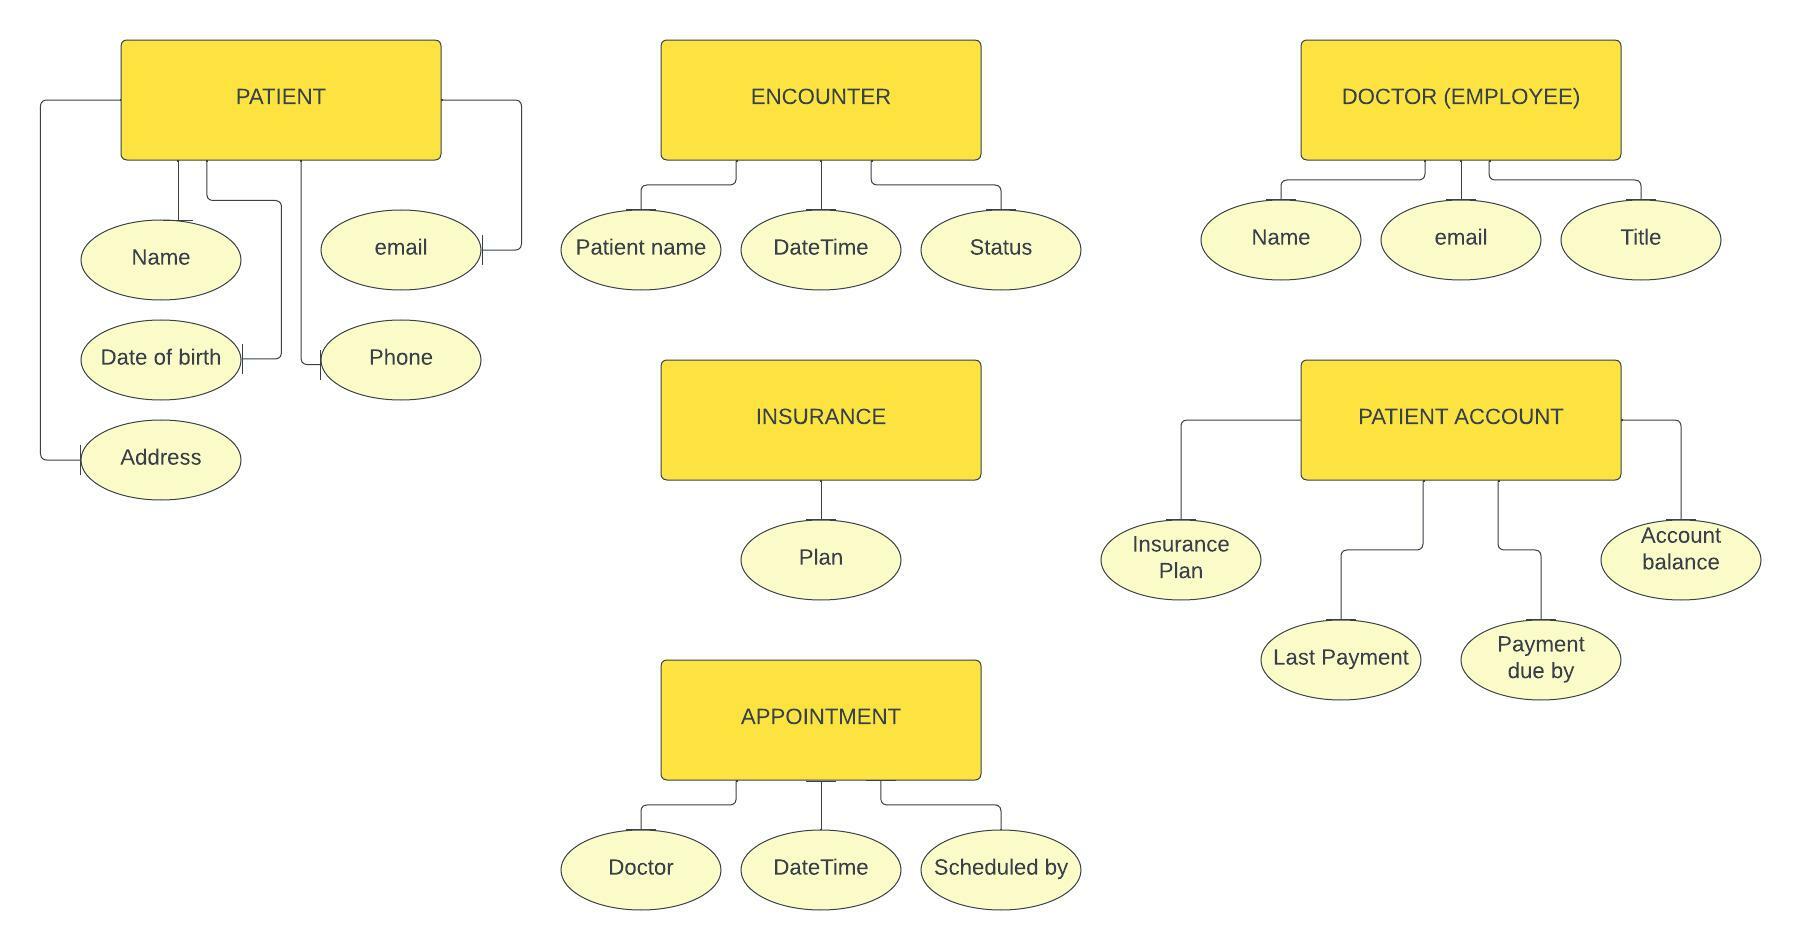 PATIENT
Name
email
Date of birth
Phone
Address
ENCOUNTER
Patient name
DateTime
Status
DOCTOR (EMPLOYEE)
Name
email
Title
INSURANCE
Plan
PATIENT ACCOUNT
Insurance
Plan
Last Payment
Payment
due by
Account
balance
APPOINTMENT
Doctor
DateTime
Scheduled by